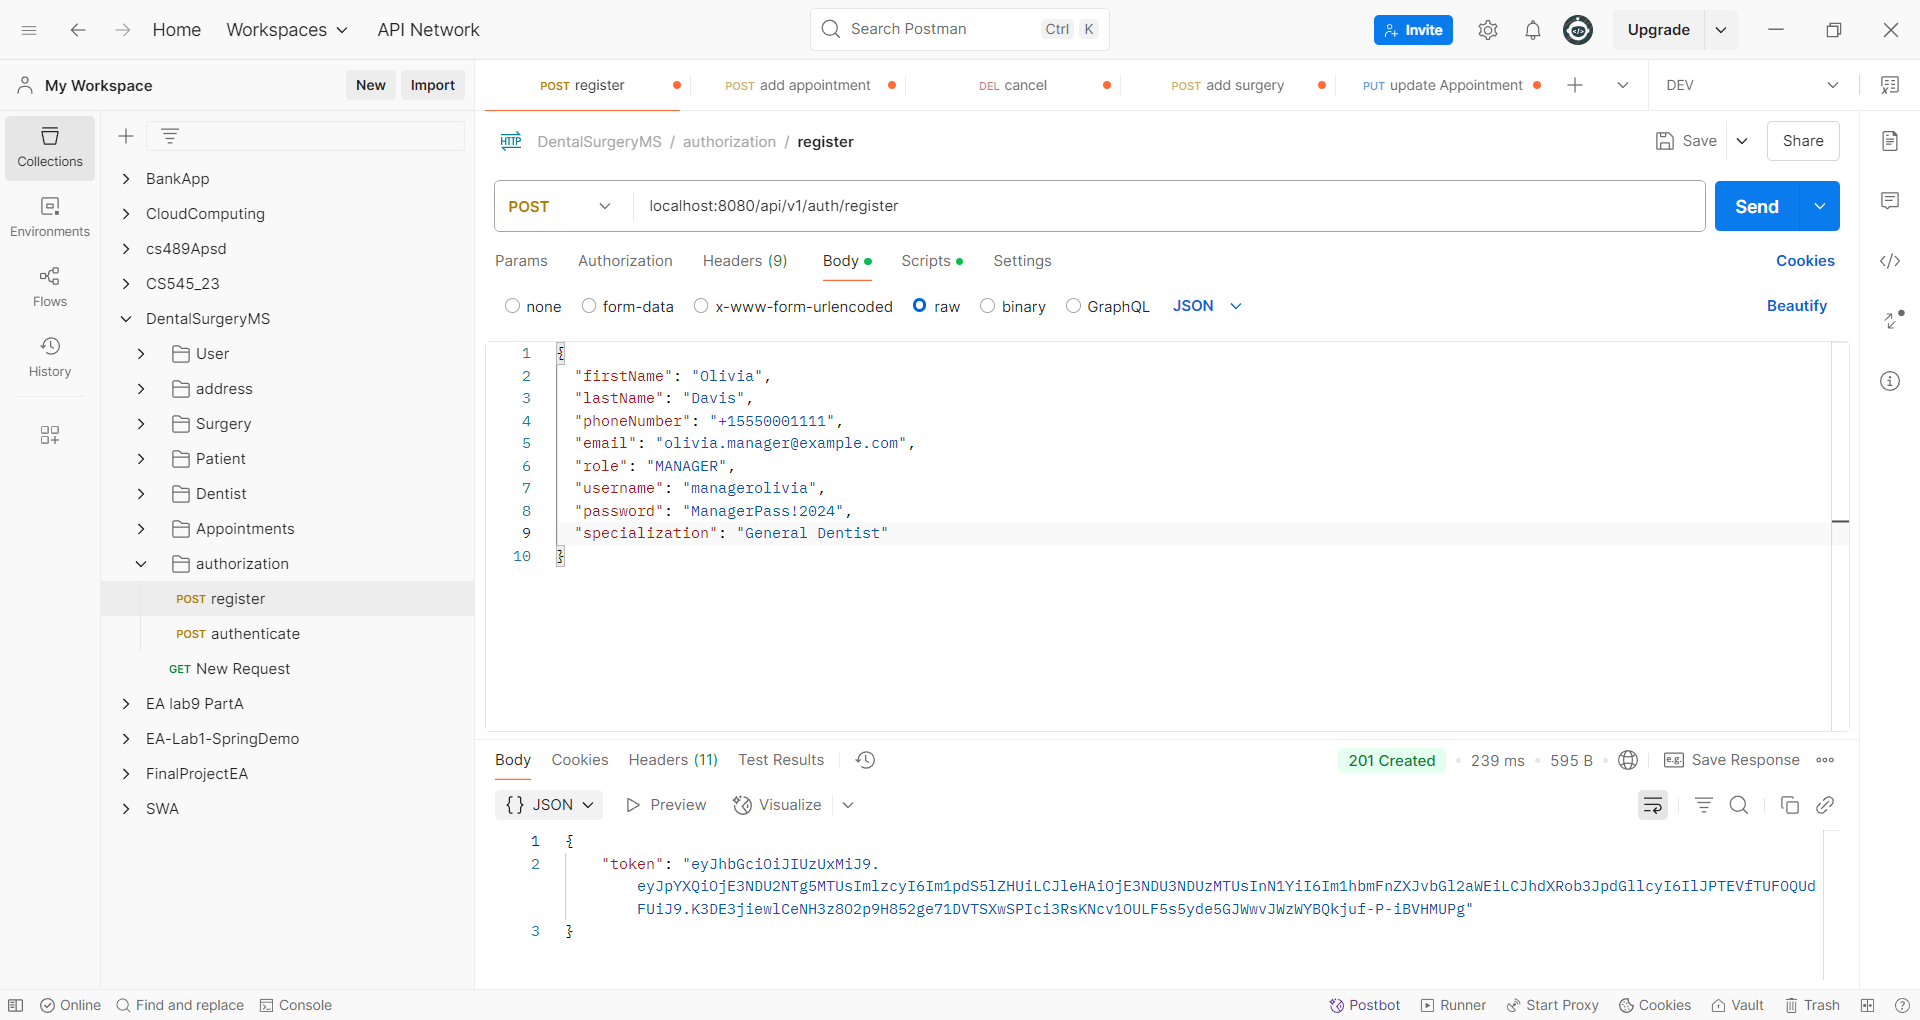 Home
Workspaces
API Network
Search Postman
Ctrl
K
Invite
Upgrade
My Workspace
New
Import
POST register
POST add appointment
DEL cancel
POST add surgery
PUT update Appointment
DEV
Collections
Environments
Flows
History
BankApp
CloudComputing
cs489Apsd
CS545_23
DentalSurgeryMS
User
address
Surgery
Patient
Dentist
Appointments
authorization
POST register
POST authenticate
GET New Request
EA lab9 PartA
EA-Lab1-SpringDemo
FinalProjectEA
SWA
HTTP
DentalSurgeryMS / authorization / register
Save
Share
POST
localhost:8080/api/v1/auth/register
Send
Params
Authorization
Headers (9)
Body
Scripts
Settings
Cookies
none
form-data
x-www-form-urlencoded
raw
binary
GraphQL
JSON
Beautify
1 {
2 "firstName": "Olivia",
3 "lastName": "Davis",
4 "phoneNumber": "+15550001111",
5 "email": "olivia.manager@example.com",
6 "role": "MANAGER",
7 "username": "managerolivia",
8 "password": "ManagerPass!2024",
9 "specialization": "General Dentist"
10 }
Body
Cookies
Headers (11)
Test Results
201 Created
239 ms
595 B
e.g.
Save Response
{} JSON
Preview
Visualize
1 {
2 "token": "eyJhbGciOiJIUzUxMiJ9.
eyJpYXQiOjE3NDU2NTg5MTUsImlzcyI6Im1pdS5lZHUiLCJleHAiOjE3NDU3NDUzMTUsInN1YiI6Im1hbmFnZXJvbGl2aWEiLCJhdXRob3JpdGllcyI6IlJPTEVfTUFOQUd
FUiJ9.K3DE3jiewlCeNH3z8O2p9H852ge71DVTSXwSPIci3RsKNcv1OULF5s5yde5GJWwvJWzWYBQkjuf-P-iBVHMUPg"
3 }
Online
Find and replace
Console
Postbot
Runner
Start Proxy
Cookies
Vault
Trash